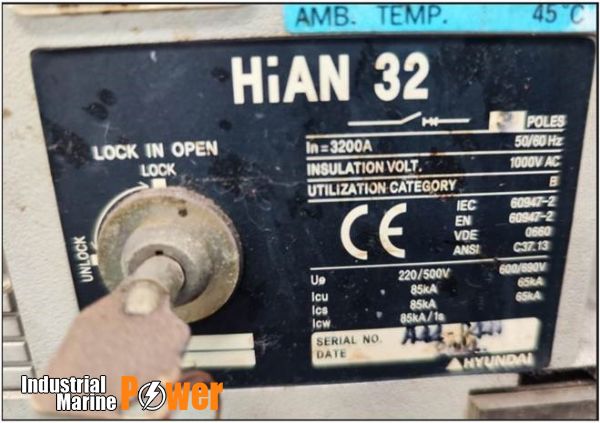 AMB. TEMP. 45°C
HiAN 32
POLES
LOCK IN OPEN
LOCK
UNLOCK
In=3200A 50/60 Hz
INSULATION VOLT. 1000V AC
UTILIZATION CATEGORY B
CE
IEC 60947-2
EN 60947-2
VDE 0660
ANSI C37.13
Ue 220/500V 600/690V
Icu 85kA 65kA
Ics 85kA 65kA
Icw 85kA/1s
SERIAL NO.
DATE
HYUNDAI
Industrial
Marine Power